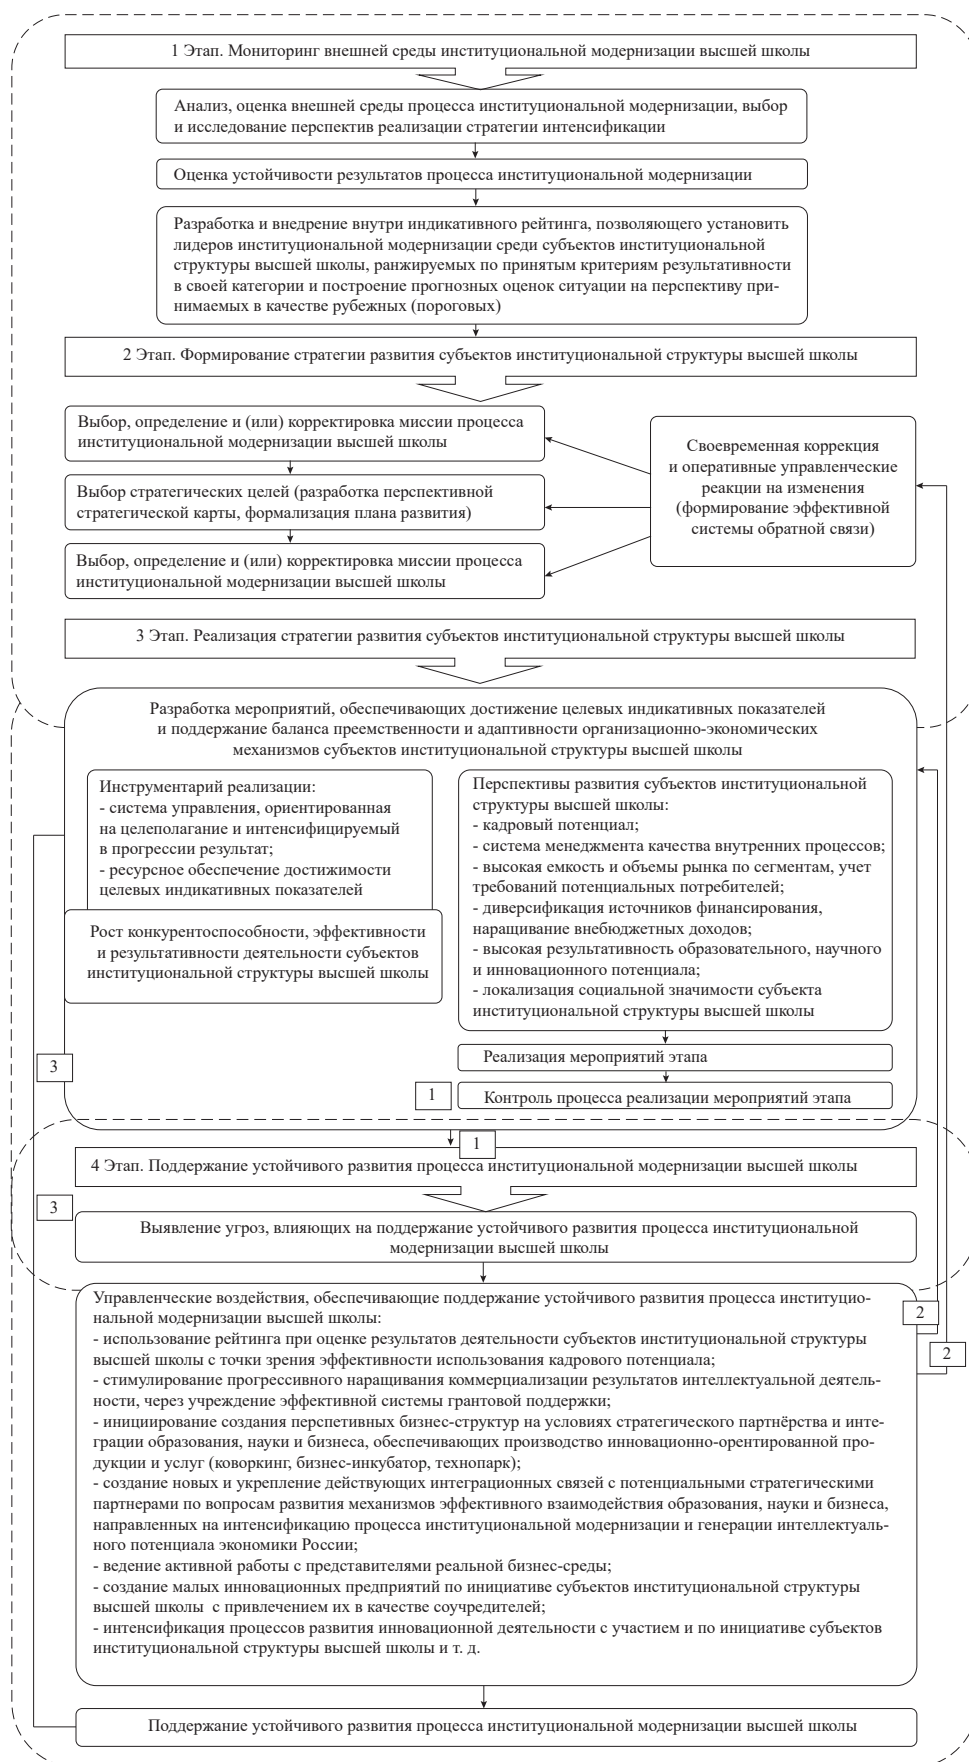 1 Этап. Мониторинг внешней среды институциональной модернизации высшей школы
Анализ, оценка внешней среды процесса институциональной модернизации, выбор
и исследование перспектив реализации стратегии интенсификации
Оценка устойчивости результатов процесса институциональной модернизации
Разработка и внедрение внутри индикативного рейтинга, позволяющего установить
лидеров институциональной модернизации среди субъектов институциональной
структуры высшей школы, ранжируемых по принятым критериям результативности
в своей категории и построение прогнозных оценок ситуации на перспективу при-
нимаемых в качестве рубежных (пороговых)
2 Этап. Формирование стратегии развития субъектов институциональной структуры высшей школы
Выбор, определение и (или) корректировка миссии процесса
институциональной модернизации высшей школы
Выбор стратегических целей (разработка перспективной
стратегической карты, формализация плана развития)
Выбор, определение и (или) корректировка миссии процесса
институциональной модернизации высшей школы
Своевременная коррекция
и оперативные управленческие
реакции на изменения
(формирование эффективной
системы обратной связи)
3 Этап. Реализация стратегии развития субъектов институциональной структуры высшей школы
Разработка мероприятий, обеспечивающих достижение целевых индикативных показателей
и поддержание баланса преемственности и адаптивности организационно-экономических
механизмов субъектов институциональной структуры высшей школы
Инструментарий реализации:
- система управления, ориентированная
на целеполагание и интенсифицируемый
в прогрессии результат;
- ресурсное обеспечение достижимости
целевых индикативных показателей
Рост конкурентоспособности, эффективности
и результативности деятельности субъектов
институциональной структуры высшей школы
Перспективы развития субъектов институциональной
структуры высшей школы:
- кадровый потенциал;
- система менеджмента качества внутренних процессов;
- высокая емкость и объемы рынка по сегментам, учет
требований потенциальных потребителей;
- диверсификация источников финансирования,
наращивание внебюджетных доходов;
- высокая результативность образовательного, научного
и инновационного потенциала;
- локализация социальной значимости субъекта
институциональной структуры высшей школы
Реализация мероприятий этапа
3
1
Контроль процесса реализации мероприятий этапа
1
4 Этап. Поддержание устойчивого развития процесса институциональной модернизации высшей школы
3
Выявление угроз, влияющих на поддержание устойчивого развития процесса институциональной
модернизации высшей школы
Управленческие воздействия, обеспечивающие поддержание устойчивого развития процесса институцио-
нальной модернизации высшей школы:
- использование рейтинга при оценке результатов деятельности субъектов институциональной структуры
высшей школы с точки зрения эффективности использования кадрового потенциала;
- стимулирование прогрессивного наращивания коммерциализации результатов интеллектуальной деятель-
ности, через учреждение эффективной системы грантовой поддержки;
- инициирование создания перспетивных бизнес-структур на условиях стратегического партнёрства и инте-
грации образования, науки и бизнеса, обеспечивающих производство инновационно-орентированной про-
дукции и услуг (коворкинг, бизнес-инкубатор, технопарк);
- создание новых и укрепление действующих интеграционных связей с потенциальными стратегическими
партнерами по вопросам развития механизмов эффективного взаимодействия образования, науки и бизнеса,
направленных на интенсификацию процесса институциональной модернизации и генерации интеллектуаль-
ного потенциала экономики России;
- ведение активной работы с представителями реальной бизнес-среды;
- создание малых инновационных предприятий по инициативе субъектов институциональной структуры
высшей школы с привлечением их в качестве соучредителей;
- интенсификация процессов развития инновационной деятельности с участием и по инициативе субъектов
институциональной структуры высшей школы и т. д.
2
2
Поддержание устойчивого развития процесса институциональной модернизации высшей школы